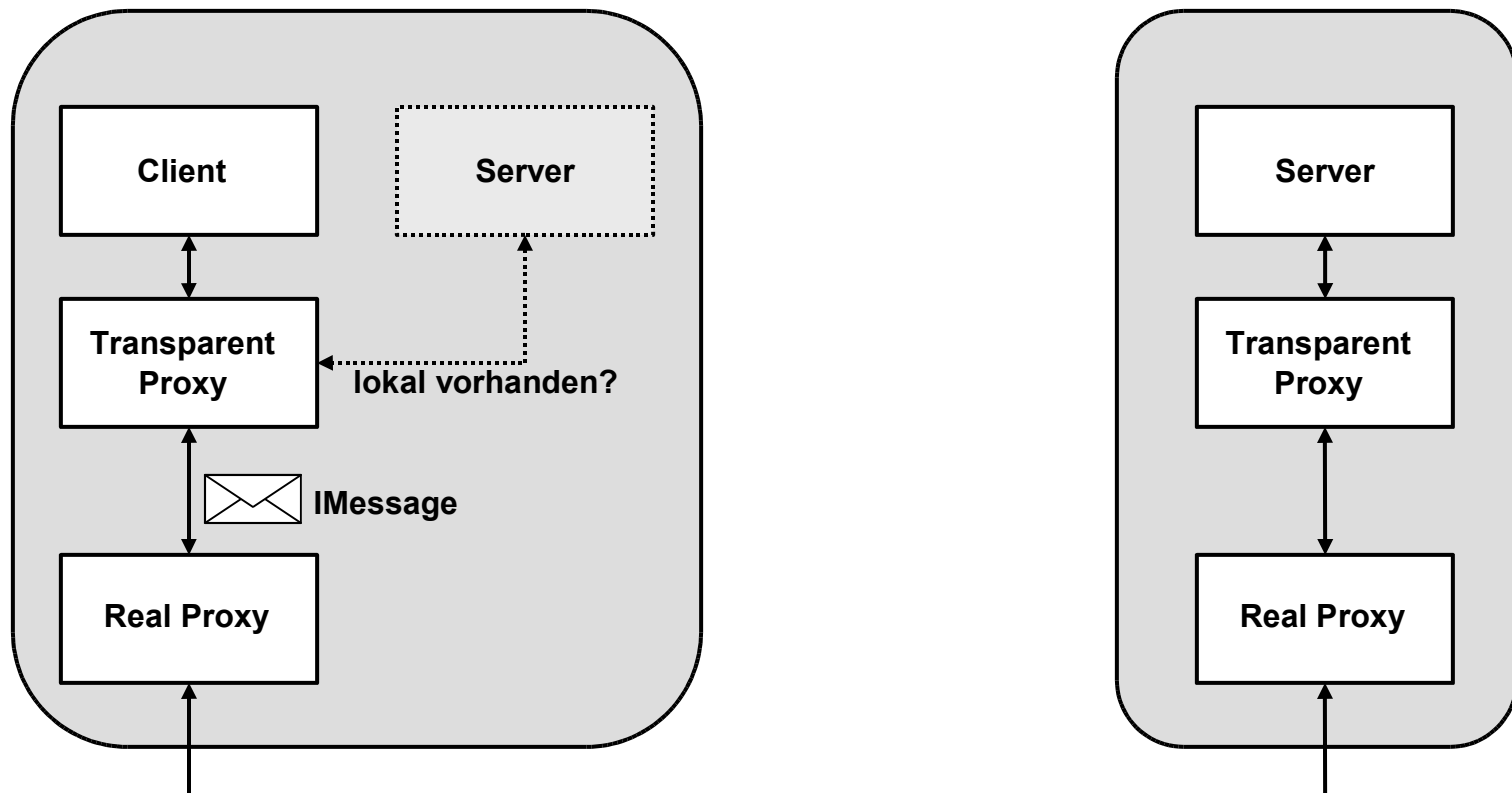 Client
Server
Transparent
Proxy
lokal vorhanden?
IMessage
Real Proxy
Server
Transparent
Proxy
Real Proxy